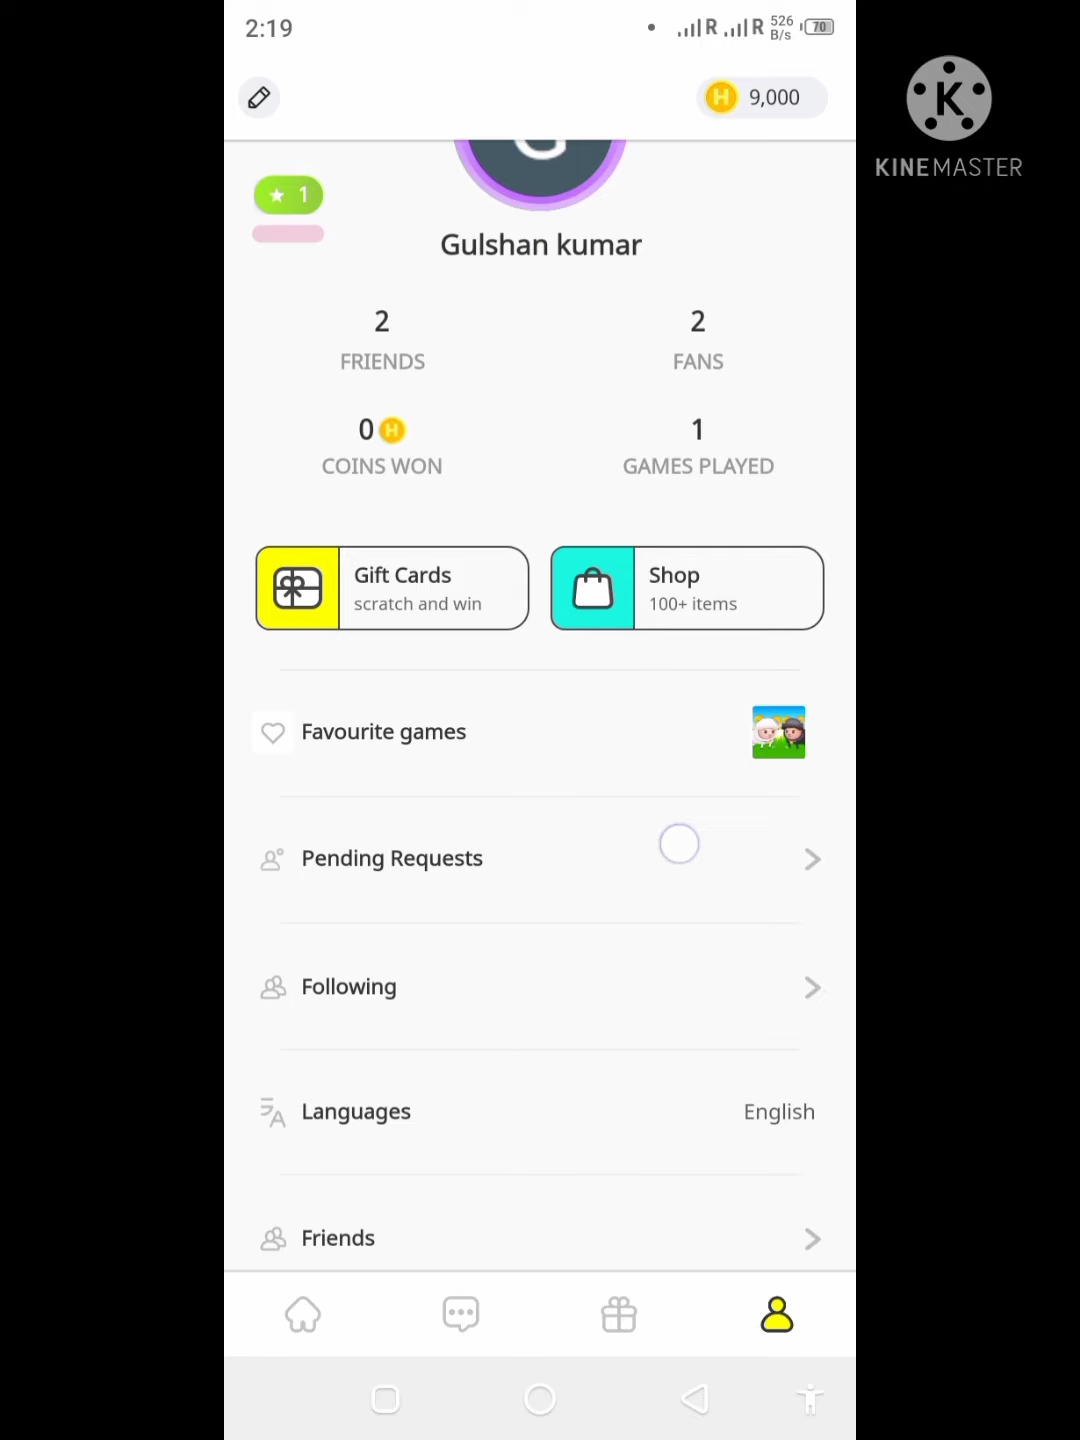 2:19
R
R
526
B/s
70
H 9,000
K
KINEMASTER
G
1
Gulshan kumar
2
FRIENDS
2
FANS
0 H
COINS WON
1
GAMES PLAYED
Gift Cards
scratch and win
Shop
100+ items
Favourite games
Pending Requests
Following
Languages
English
Friends